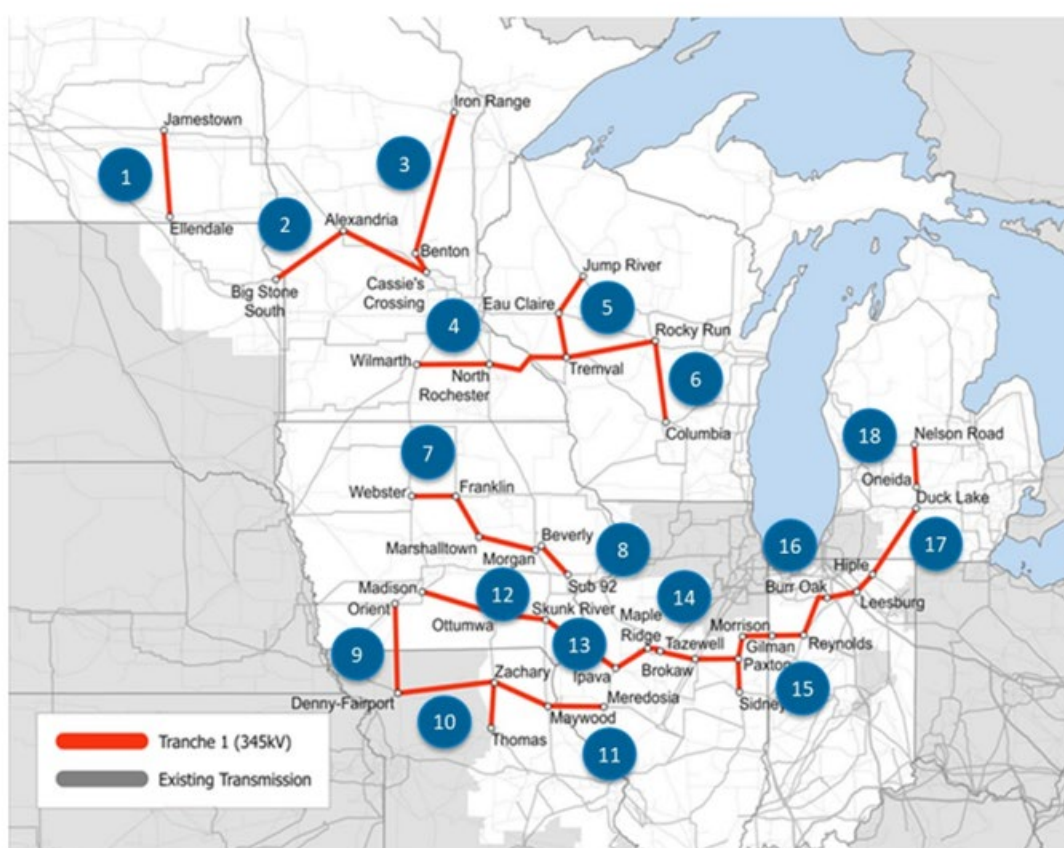 Iron Range
Jamestown
3
1
2
Alexandria
Ellendale
Benton
Jump River
Cassie's
Crossing
Big Stone
South
Eau Claire
5
4
Rocky Run
Wilmarth
North
Rochester
Tremval
6
Columbia
18
Nelson Road
7
Oneida
Webster
Franklin
Duck Lake
Beverly
Marshalltown
Morgan
8
16
17
Hiple
Sub 92
Burr Oak
Madison
12
14
Leesburg
Orient
Skunk River
Maple
Ridge
Ottumwa
Morrison
13
Tazewell
Gilman
Reynolds
9
Ipava
Brokaw
Paxton
Zachary
15
Denny-Fairport
Meredosia
Sidney
10
Maywood
Thomas
11
Tranche 1 (345kV)
Existing Transmission